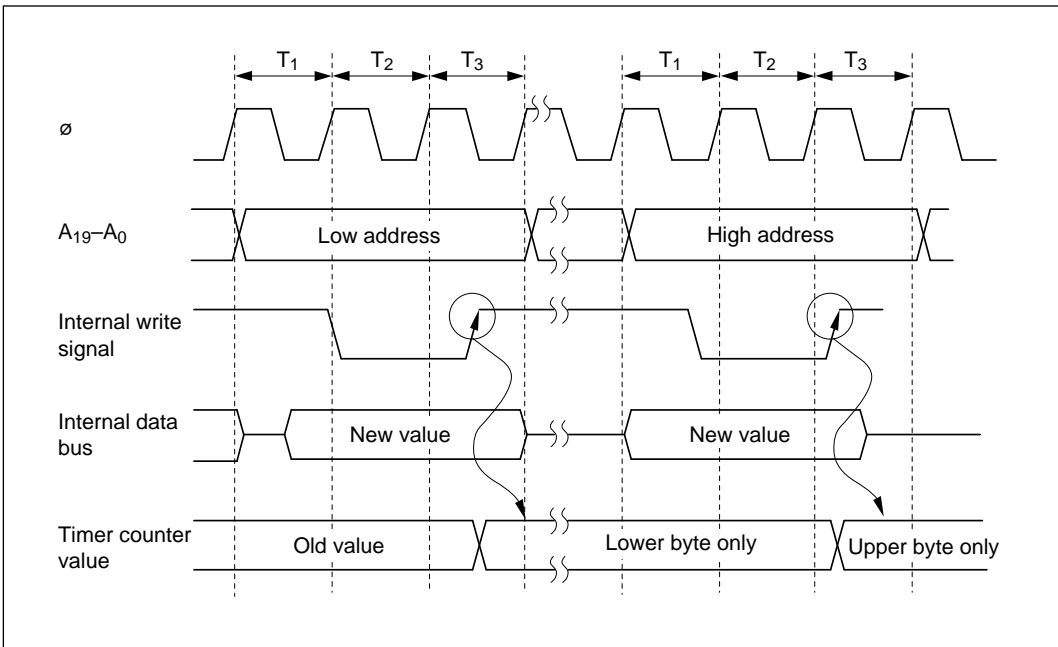 T1 T2 T3 T1 T2 T3
ø
A19–A0
Low address High address
Internal write
signal
Internal data
bus
New value New value
Timer counter
value
Old value Lower byte only Upper byte only